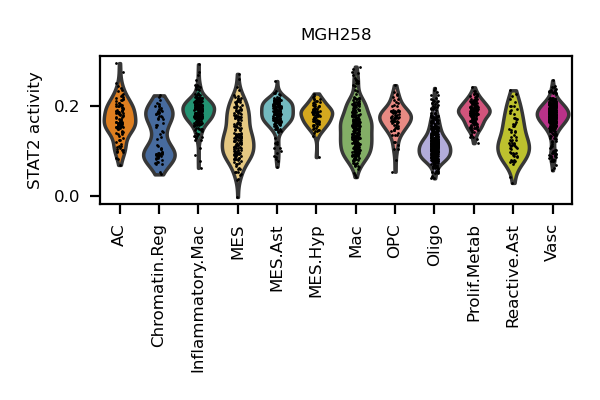 MGH258
STAT2 activity
0.2
0.0
AC
Chromatin.Reg
Inflammatory.Mac
MES
MES.Ast
MES.Hyp
Mac
OPC
Oligo
Prolif.Metab
Reactive.Ast
Vasc